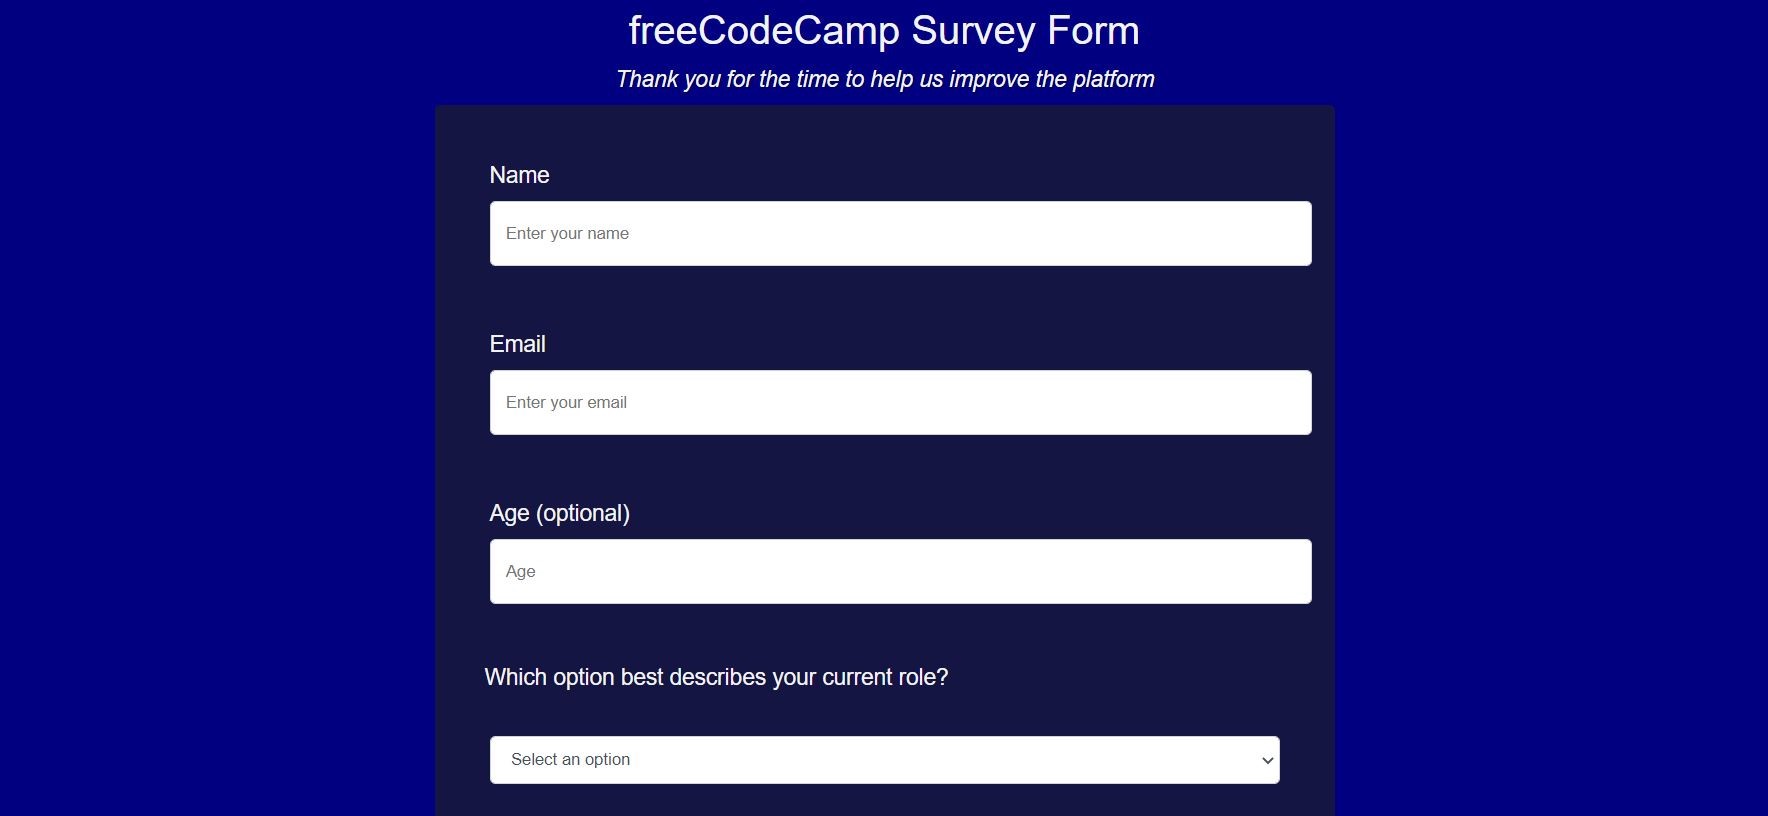 freeCodeCamp Survey Form
Thank you for the time to help us improve the platform
Name
Enter your name
Email
Enter your email
Age (optional)
Age
Which option best describes your current role?
Select an option